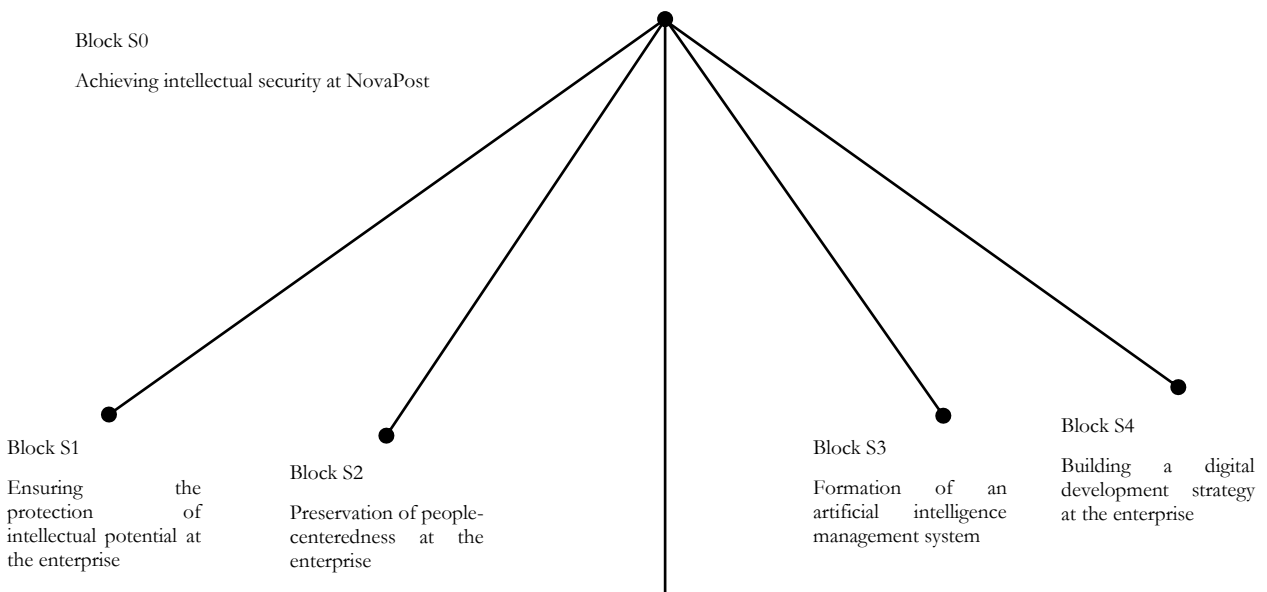 Block S0
Achieving intellectual security at NovaPost
Block S1
Ensuring the
protection of
intellectual potential at
the enterprise
Block S2
Preservation of people-
centeredness at the
enterprise
Block S3
Formation of an
artificial intelligence
management system
Block S4
Building a digital
development strategy
at the enterprise